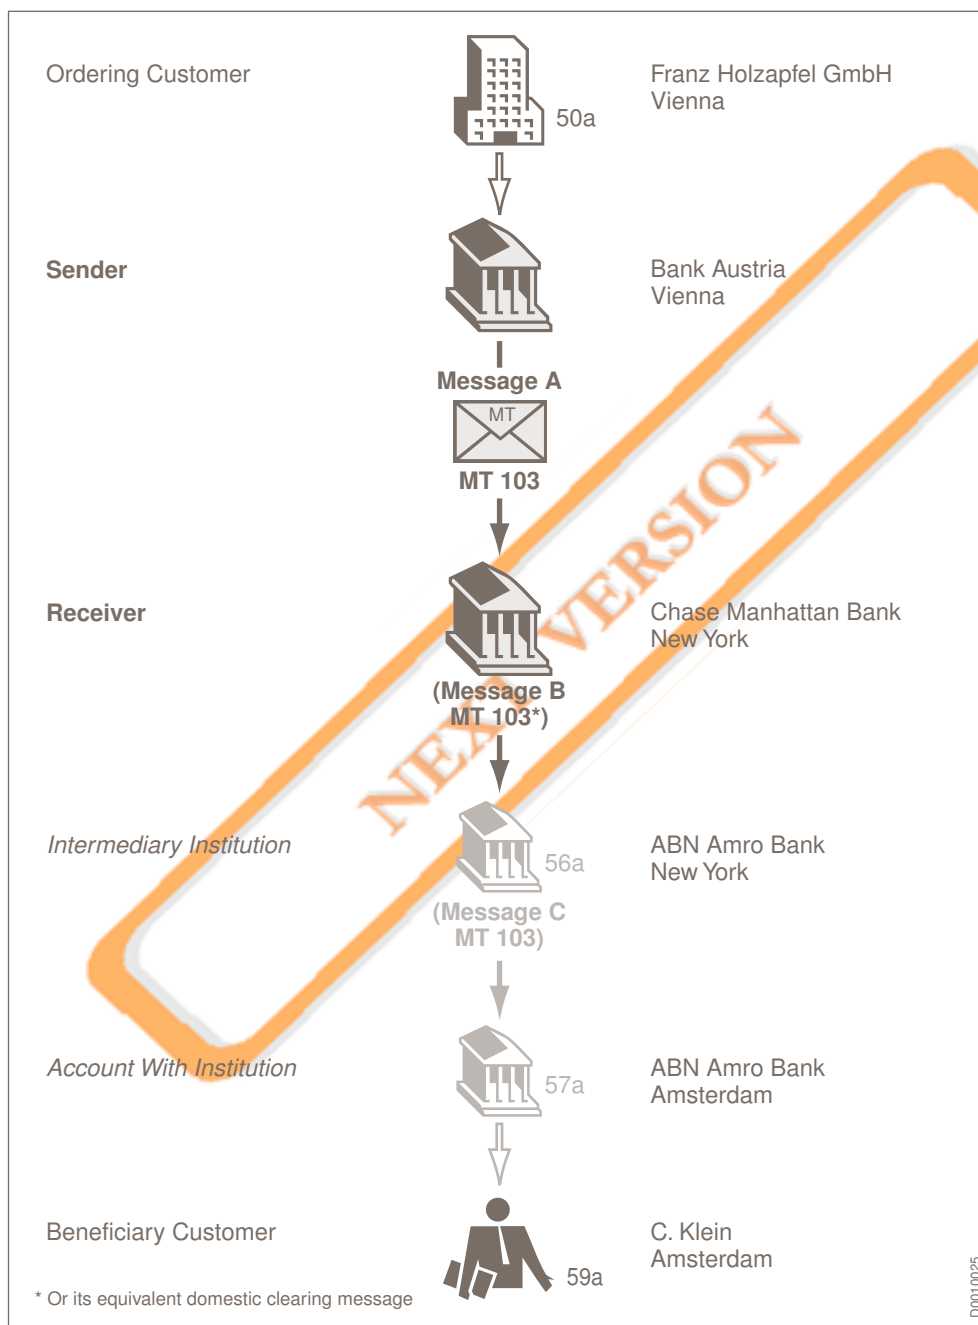 Ordering Customer
50a
Franz Holzapfel GmbH
Vienna
Sender
Bank Austria
Vienna
Message A
MT
MT 103
Receiver
Chase Manhattan Bank
New York
(Message B
MT 103*)
NEXT VERSION
Intermediary Institution
56a
ABN Amro Bank
New York
(Message C
MT 103)
Account With Institution
57a
ABN Amro Bank
Amsterdam
Beneficiary Customer
59a
C. Klein
Amsterdam
* Or its equivalent domestic clearing message
D0010025